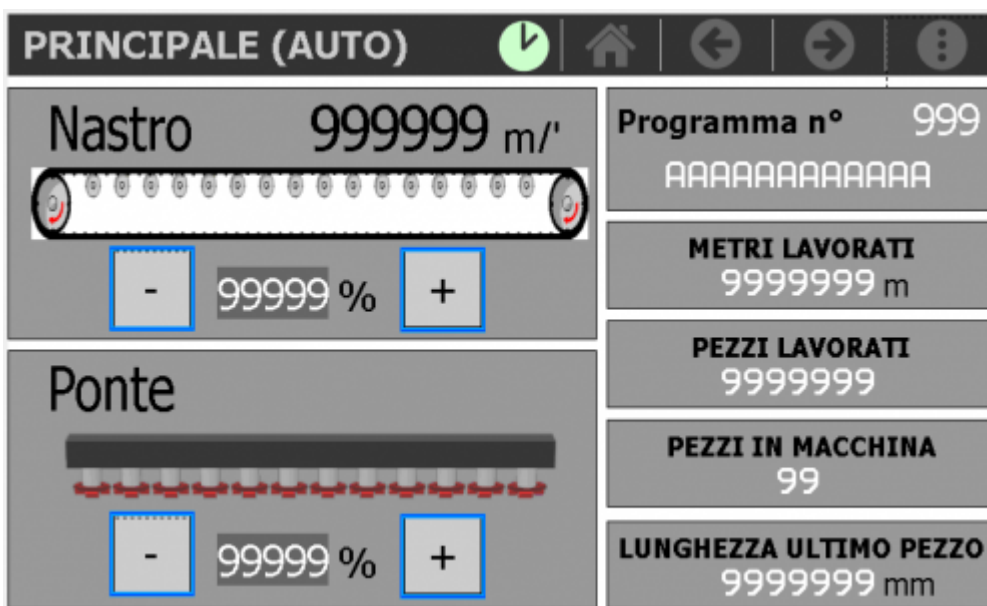 PRINCIPALE (AUTO)
Nastro 999999 m/'
- 99999 % +
Ponte
- 99999 % +
Programma n° 999
AAAAAAAAAAAA
METRI LAVORATI
9999999 m
PEZZI LAVORATI
9999999
PEZZI IN MACCHINA
99
LUNGHEZZA ULTIMO PEZZO
9999999 mm